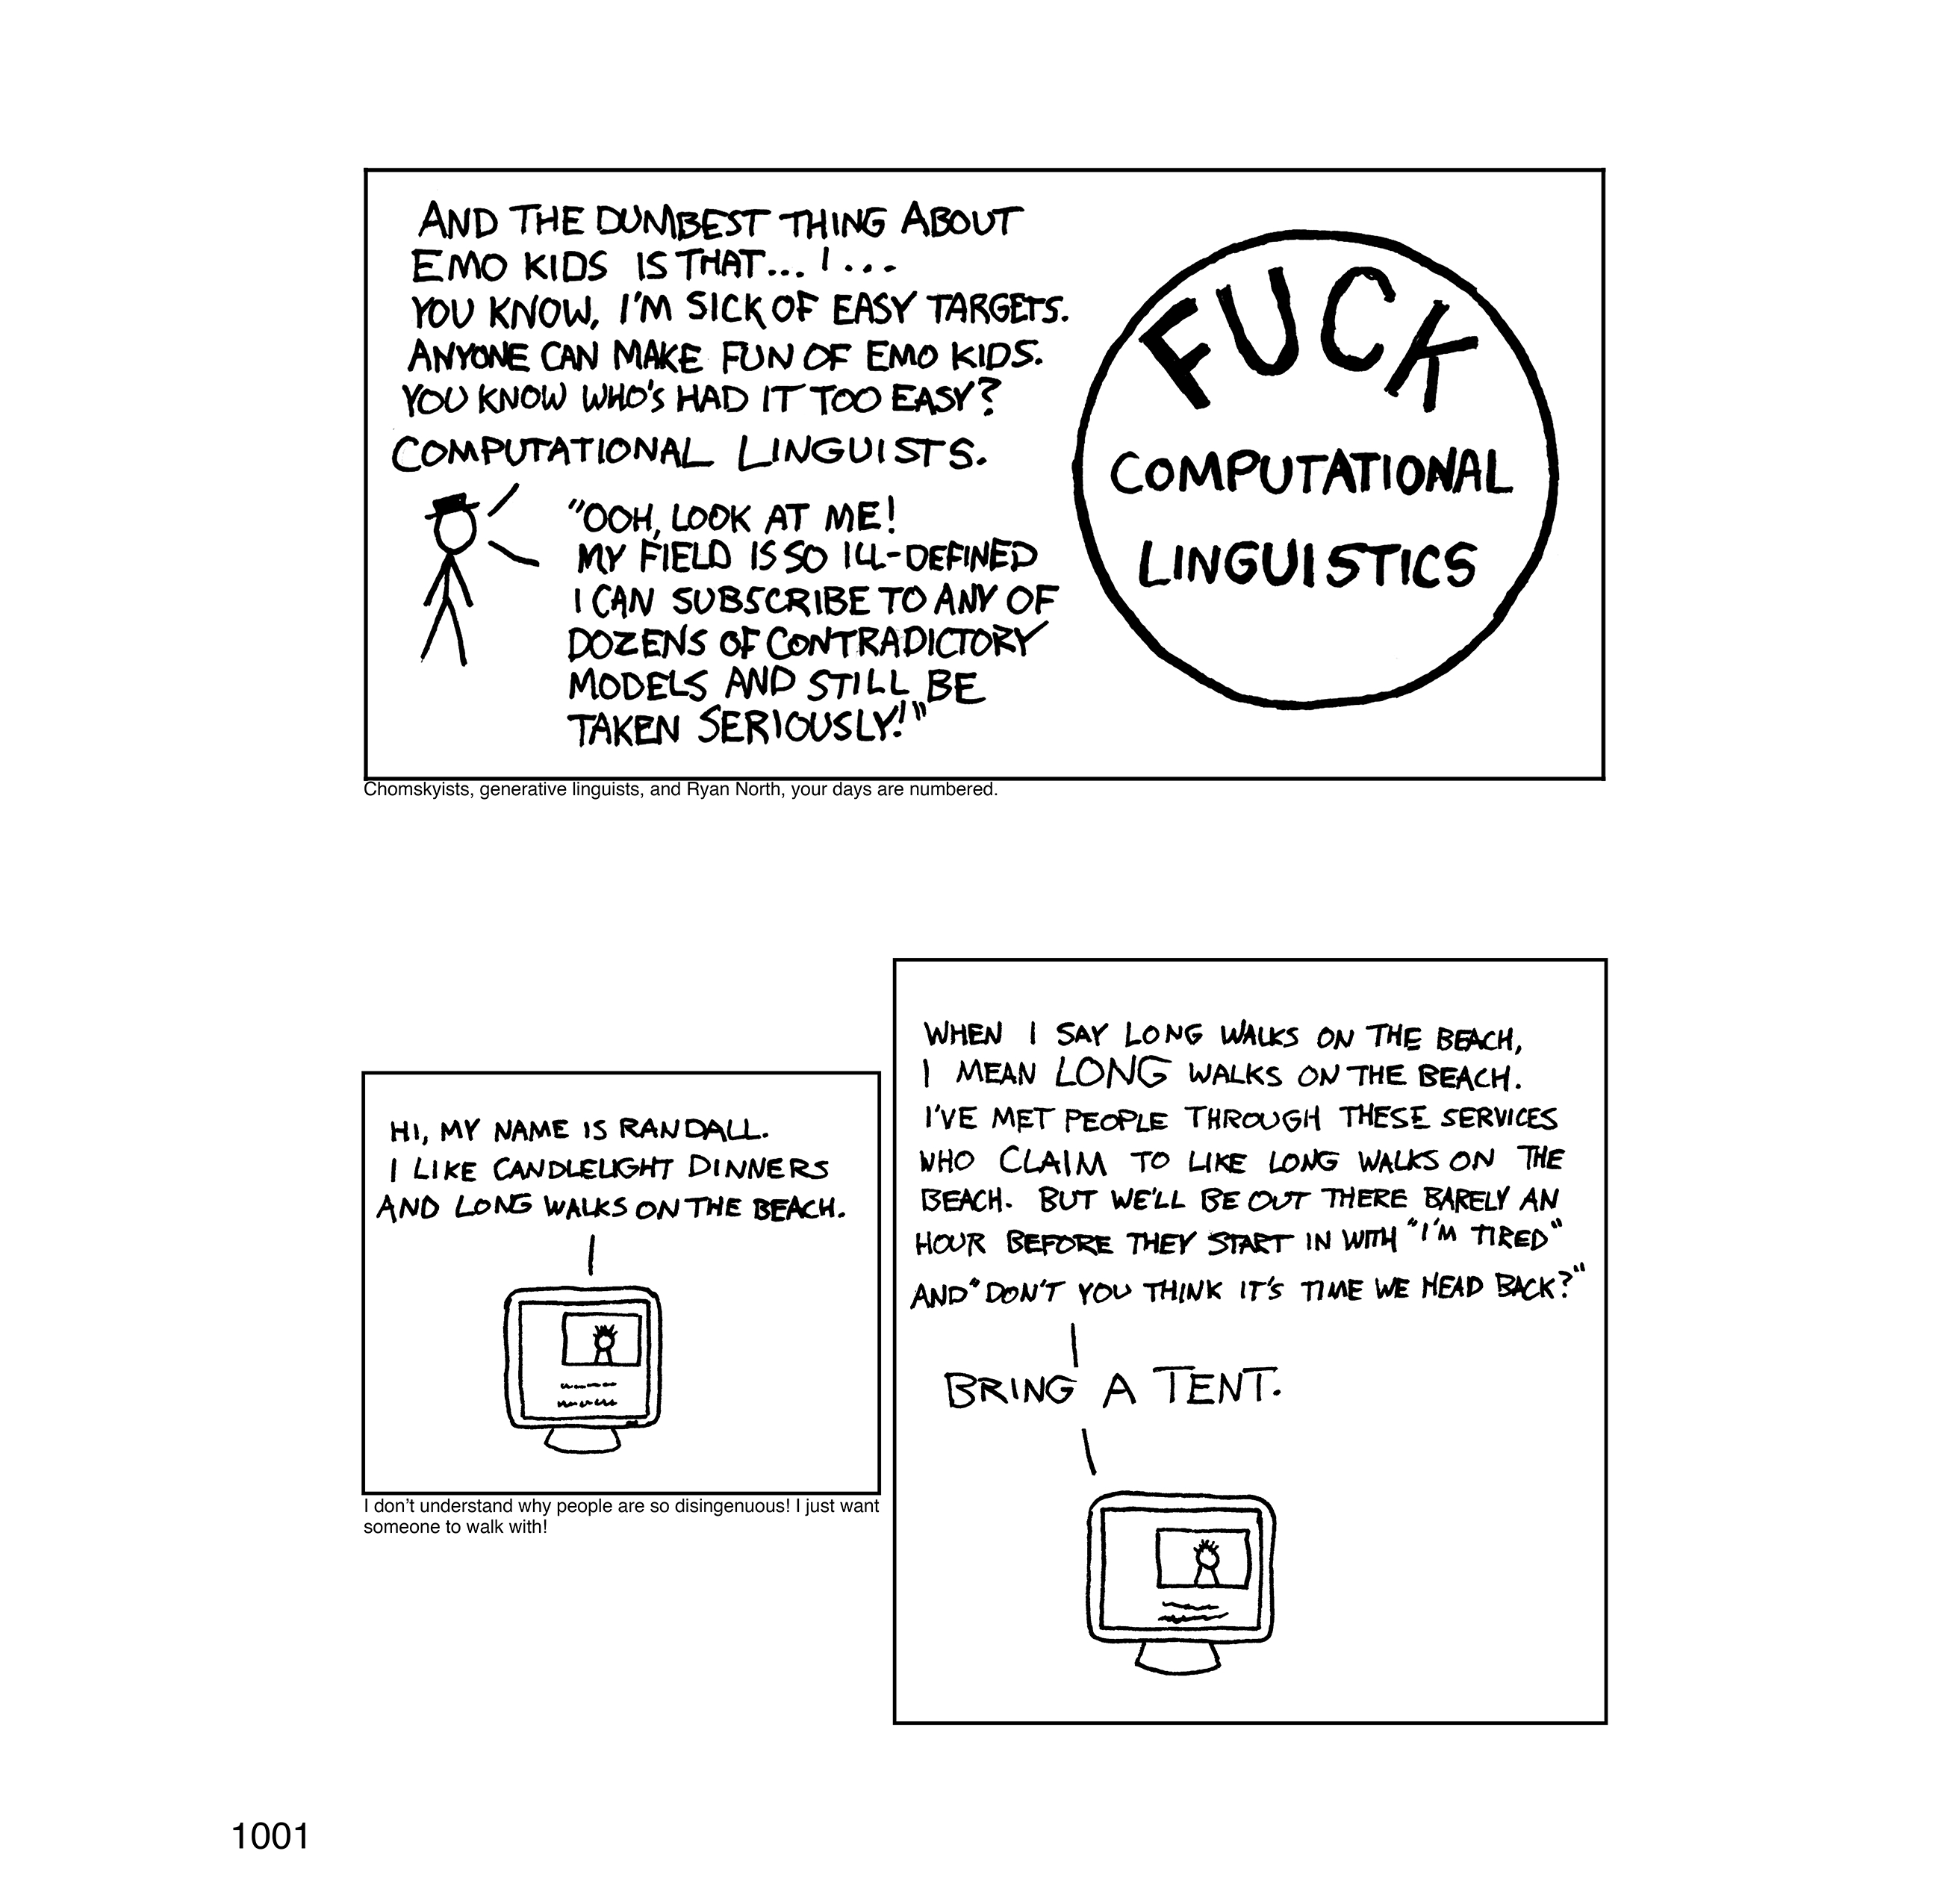 AND THE DUMBEST THING ABOUT
EMO KIDS IS THAT... I ...
YOU KNOW, I'M SICK OF EASY TARGETS.
ANYONE CAN MAKE FUN OF EMO KIDS.
YOU KNOW WHO'S HAD IT TOO EASY?
COMPUTATIONAL LINGUISTS.
"OOH, LOOK AT ME!
MY FIELD IS SO ILL-DEFINED
I CAN SUBSCRIBE TO ANY OF
DOZENS OF CONTRADICTORY
MODELS AND STILL BE
TAKEN SERIOUSLY!"
FUCK
COMPUTATIONAL
LINGUISTICS
Chomskyists, generative linguists, and Ryan North, your days are numbered.
HI, MY NAME IS RANDALL.
I LIKE CANDLELIGHT DINNERS
AND LONG WALKS ON THE BEACH.
I don't understand why people are so disingenuous! I just want
someone to walk with!
WHEN I SAY LONG WALKS ON THE BEACH,
I MEAN LONG WALKS ON THE BEACH.
I'VE MET PEOPLE THROUGH THESE SERVICES
WHO CLAIM TO LIKE LONG WALKS ON THE
BEACH. BUT WE'LL BE OUT THERE BARELY AN
HOUR BEFORE THEY START IN WITH "I'M TIRED"
AND "DON'T YOU THINK IT'S TIME WE HEAD BACK?"
BRING A TENT.
1001